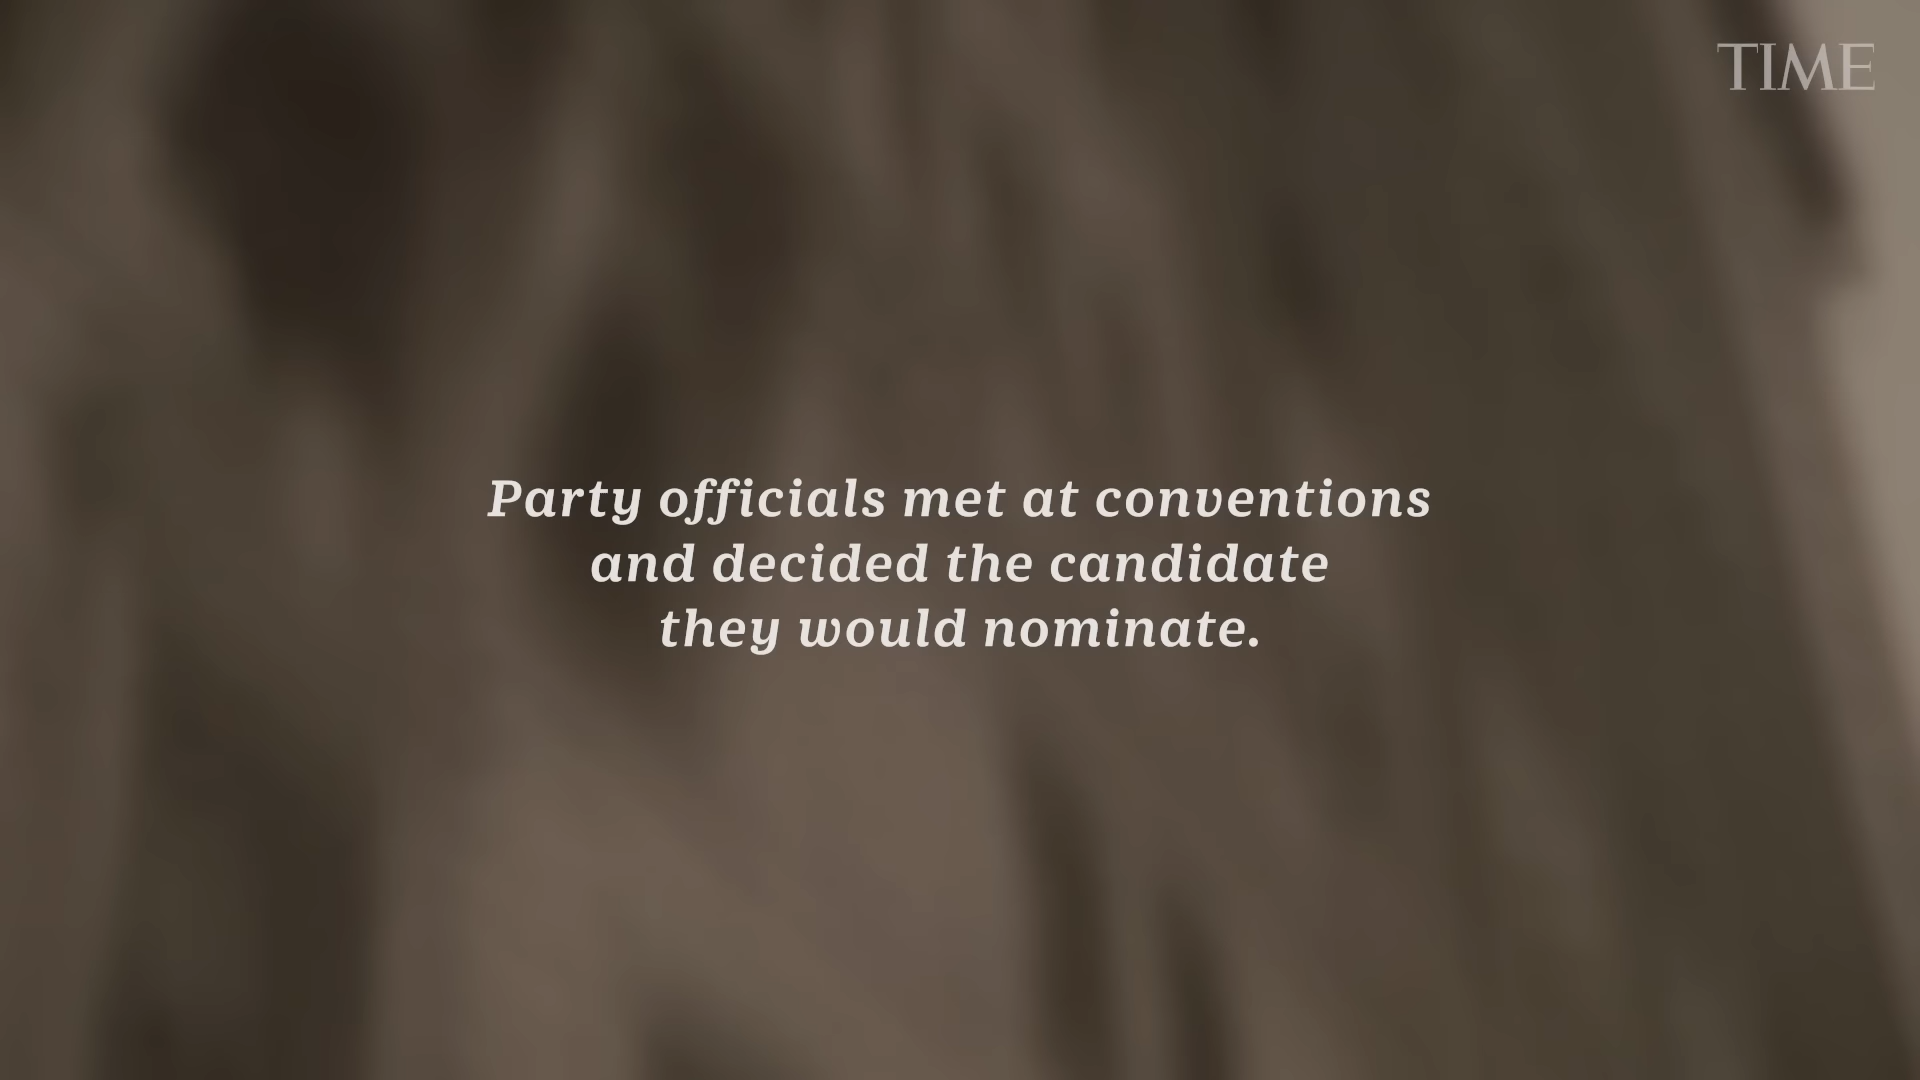 TIME
Party officials met at conventions
and decided the candidate
they would nominate.